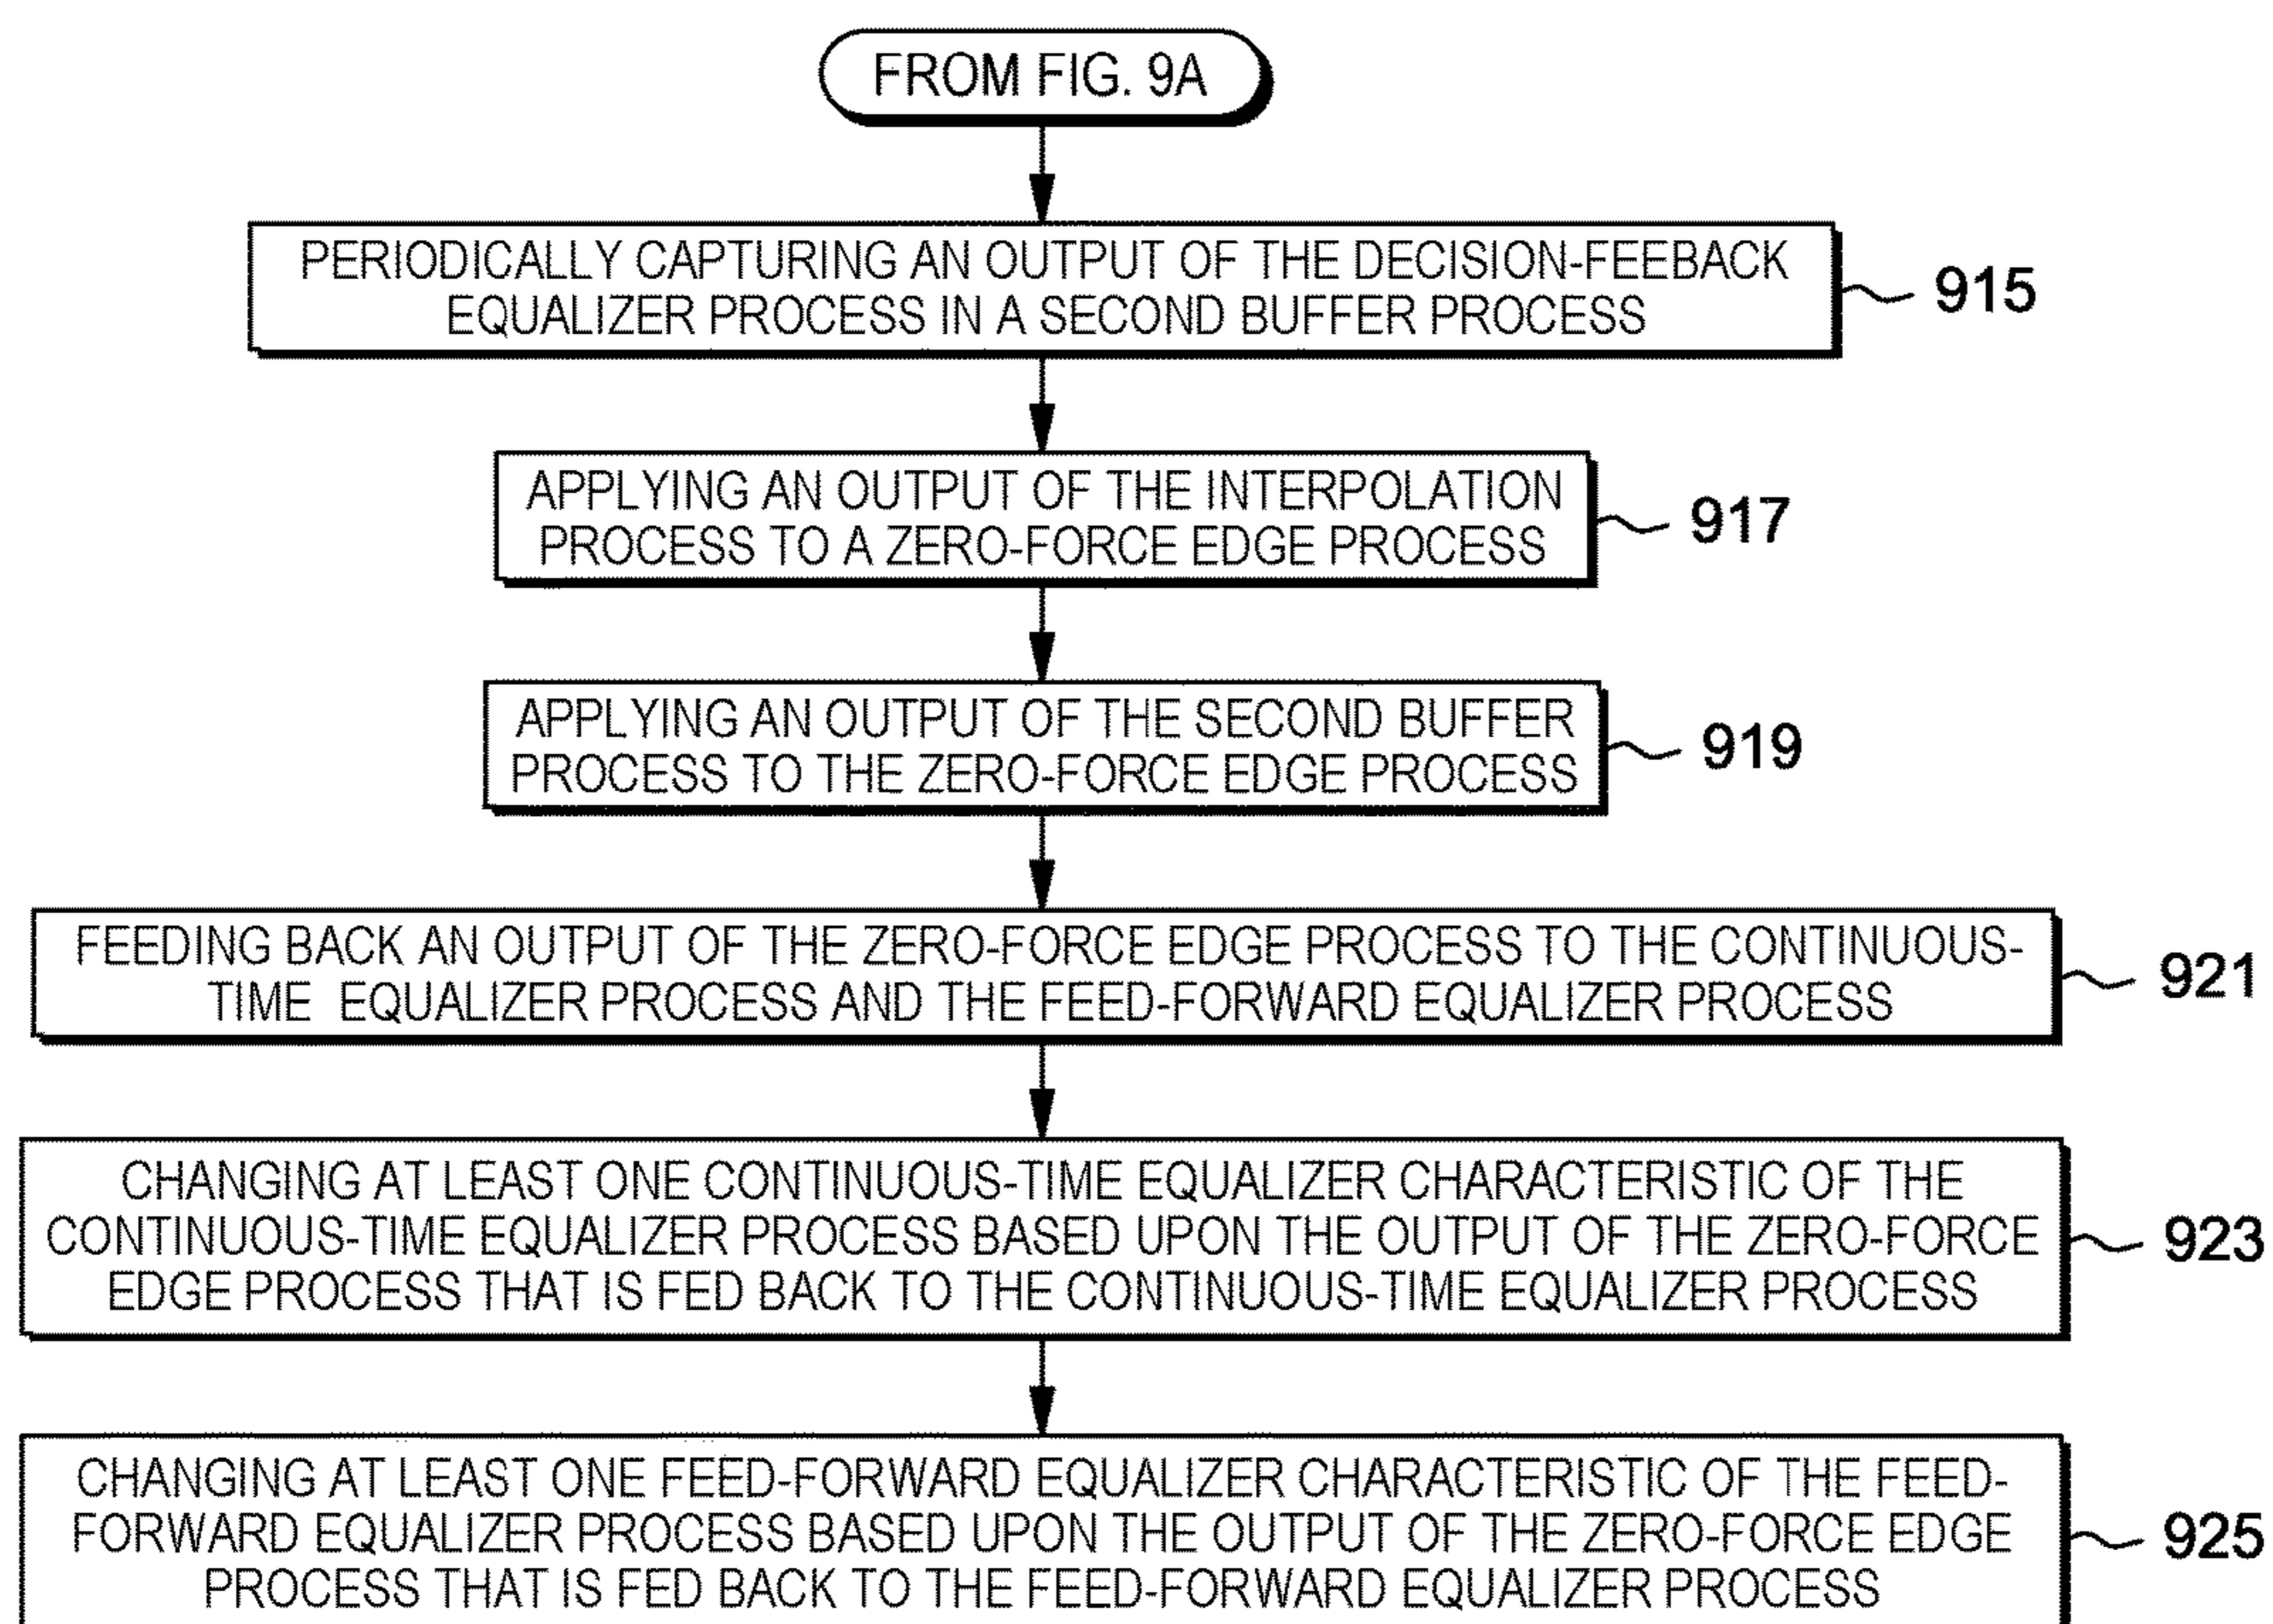 FROM FIG. 9A
PERIODICALLY CAPTURING AN OUTPUT OF THE DECISION-FEEBACK
EQUALIZER PROCESS IN A SECOND BUFFER PROCESS
915
APPLYING AN OUTPUT OF THE INTERPOLATION
PROCESS TO A ZERO-FORCE EDGE PROCESS
917
APPLYING AN OUTPUT OF THE SECOND BUFFER
PROCESS TO THE ZERO-FORCE EDGE PROCESS
919
FEEDING BACK AN OUTPUT OF THE ZERO-FORCE EDGE PROCESS TO THE CONTINUOUS-
TIME EQUALIZER PROCESS AND THE FEED-FORWARD EQUALIZER PROCESS
921
CHANGING AT LEAST ONE CONTINUOUS-TIME EQUALIZER CHARACTERISTIC OF THE
CONTINUOUS-TIME EQUALIZER PROCESS BASED UPON THE OUTPUT OF THE ZERO-FORCE
EDGE PROCESS THAT IS FED BACK TO THE CONTINUOUS-TIME EQUALIZER PROCESS
923
CHANGING AT LEAST ONE FEED-FORWARD EQUALIZER CHARACTERISTIC OF THE FEED-
FORWARD EQUALIZER PROCESS BASED UPON THE OUTPUT OF THE ZERO-FORCE EDGE
PROCESS THAT IS FED BACK TO THE FEED-FORWARD EQUALIZER PROCESS
925